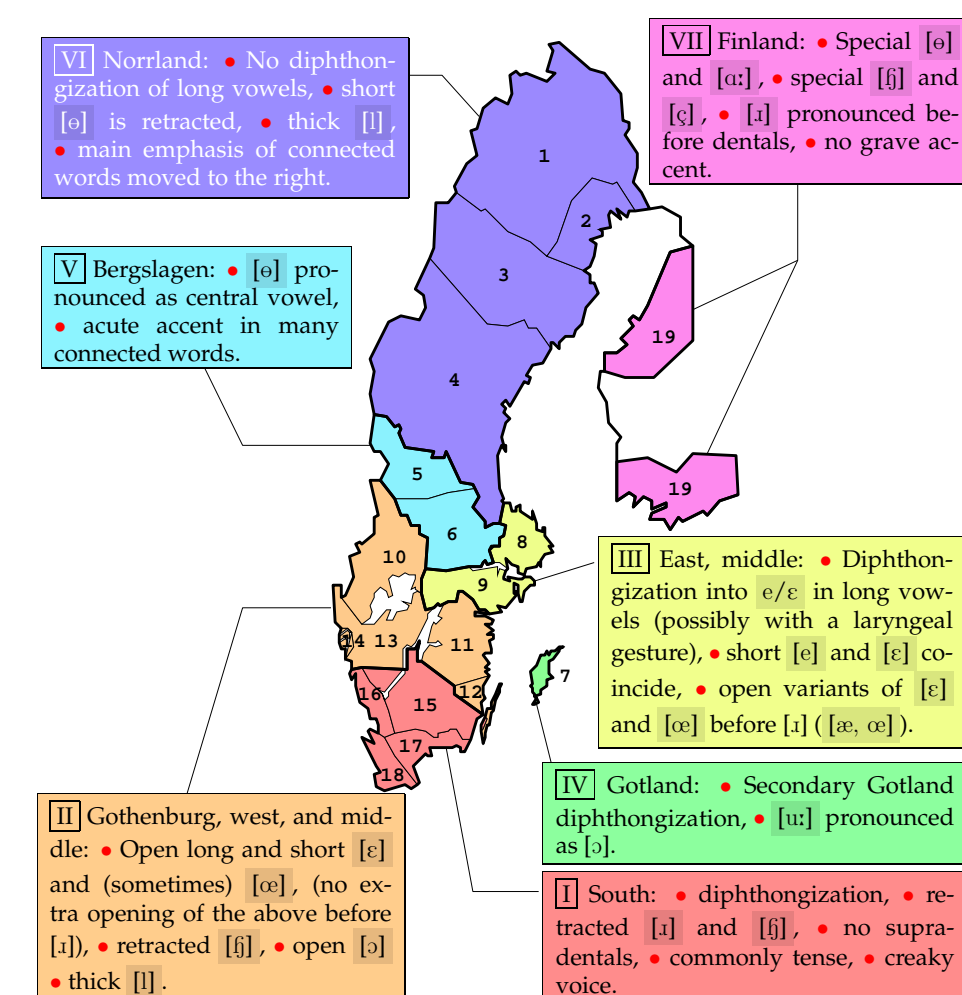 VI Norrland: • No diphthon-
gization of long vowels, • short
[ɵ] is retracted, • thick [l],
• main emphasis of connected
words moved to the right.
VII Finland: • Special [ɵ]
and [ɑː], • special [ɧ] and
[ç], • [ɹ] pronounced be-
fore dentals, • no grave ac-
cent.
1
2
3
V Bergslagen: • [ɵ] pro-
nounced as central vowel,
• acute accent in many
connected words.
19
4
5
19
6
8
10
9
III East, middle: • Diphthon-
gization into e/ɛ in long vow-
els (possibly with a laryngeal
gesture), • short [e] and [ɛ] co-
incide, • open variants of [ɛ]
and [œ] before [ɹ] ([æ, œ]).
14
13
11
7
16
12
15
17
18
IV Gotland: • Secondary Gotland
diphthongization, • [uː] pronounced
as [ɔ].
II Gothenburg, west, and mid-
dle: • Open long and short [ɛ]
and (sometimes) [œ], (no ex-
tra opening of the above before
[ɹ]), • retracted [ɧ], • open [ɔ]
• thick [l].
I South: • diphthongization, • re-
tracted [ɹ] and [ɧ], • no supra-
dentals, • commonly tense, • creaky
voice.